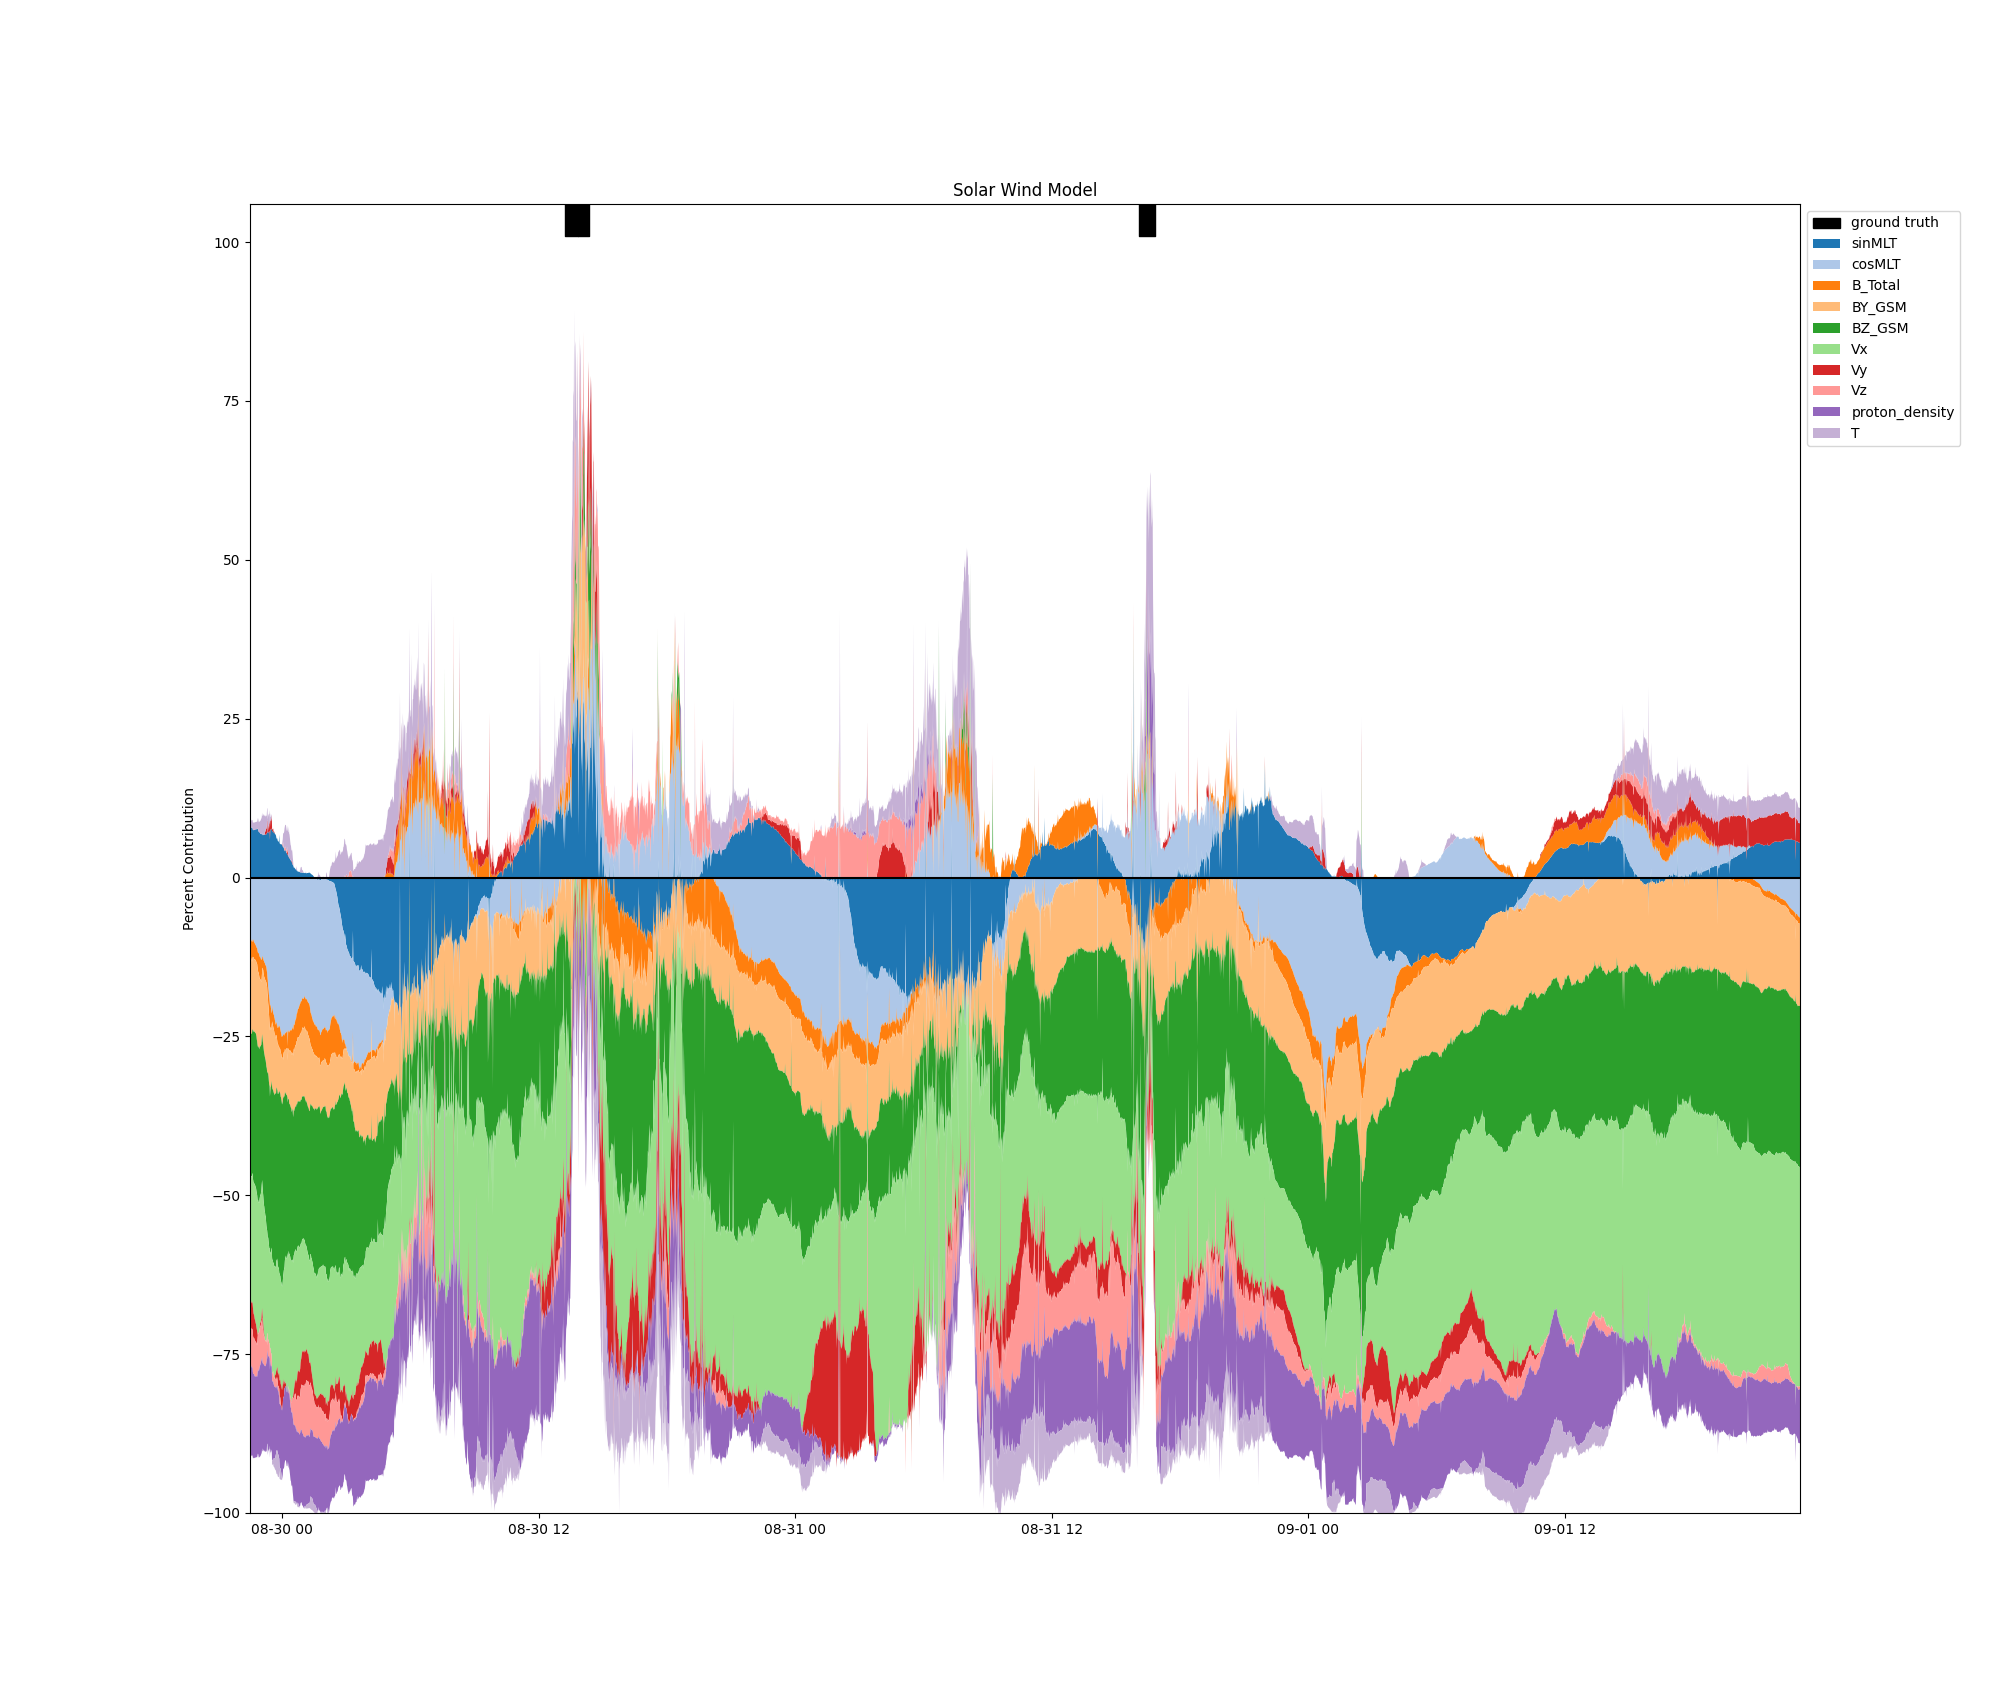 Solar Wind Model
100
75
50
25
0
−25
−50
−75
−100
Percent Contribution
08-30 00
08-30 12
08-31 00
08-31 12
09-01 00
09-01 12
ground truth
sinMLT
cosMLT
B_Total
BY_GSM
BZ_GSM
Vx
Vy
Vz
proton_density
T